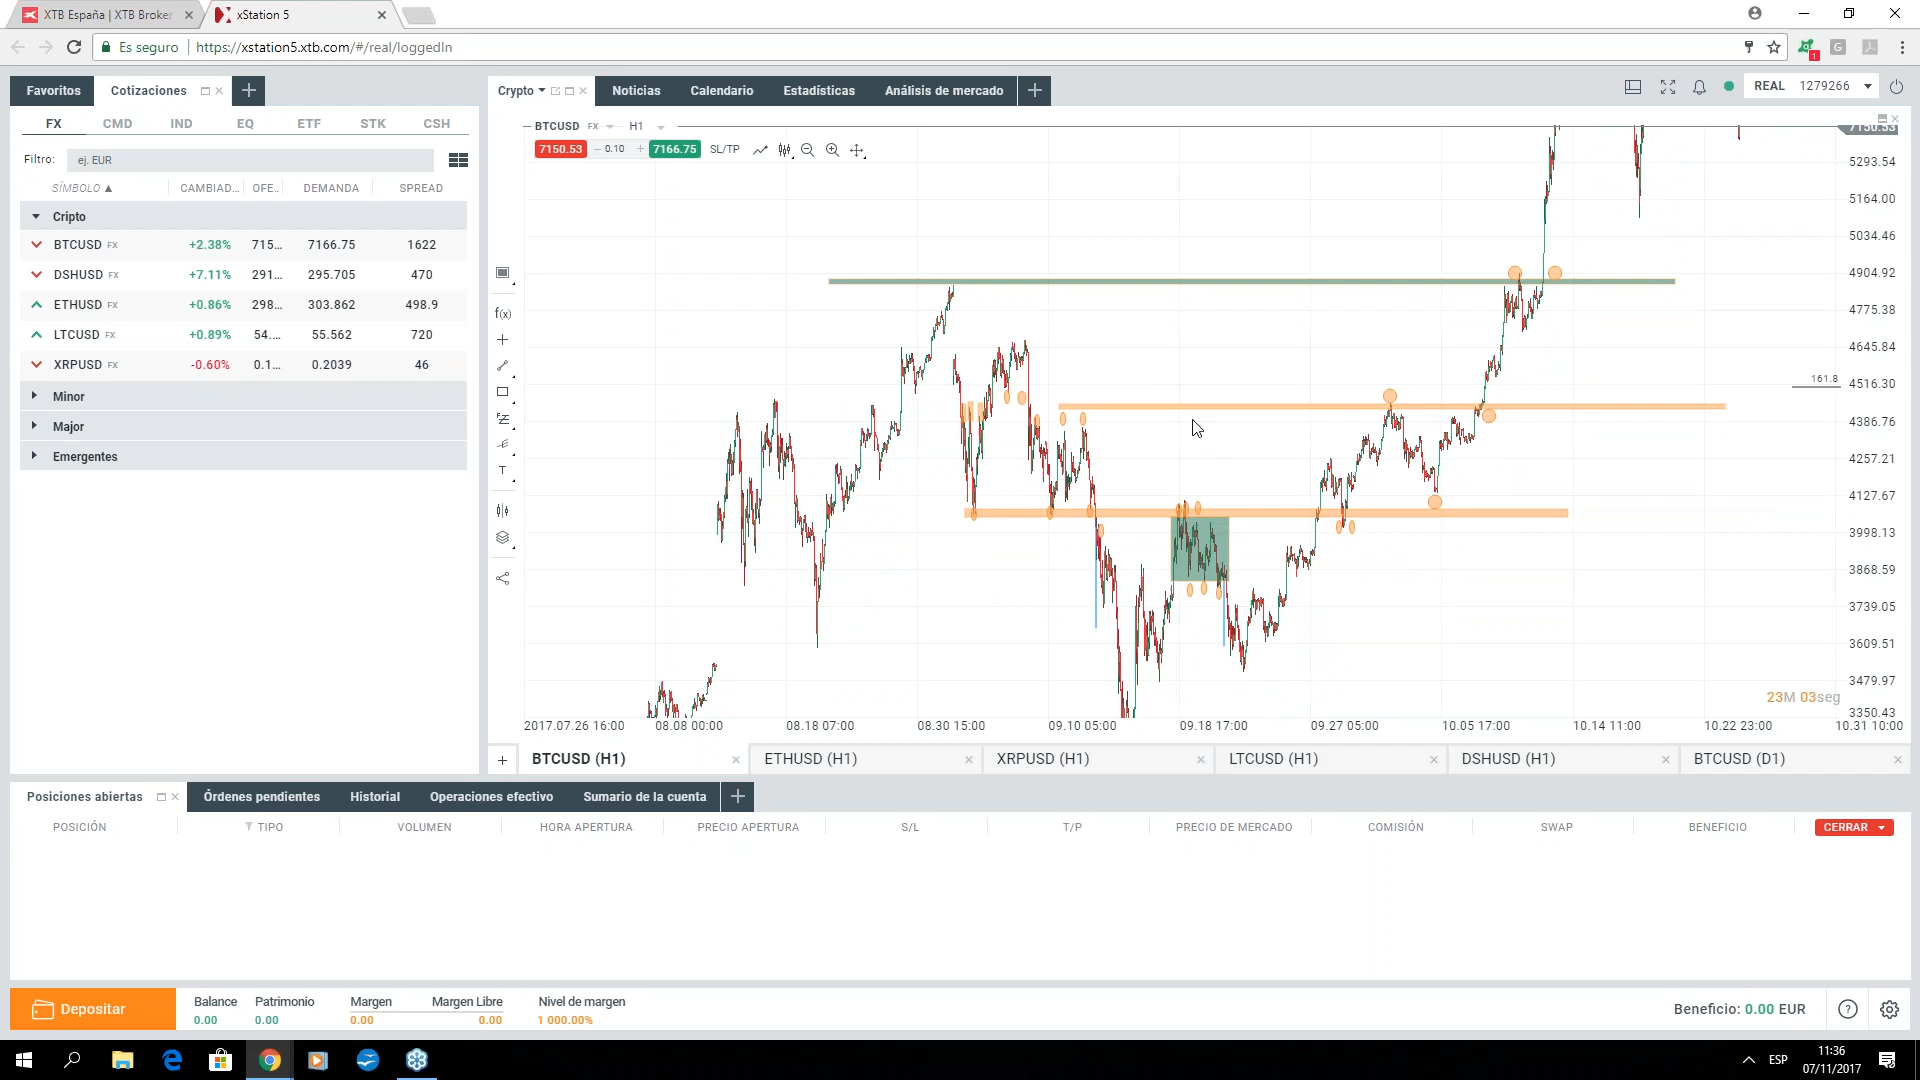 XTB España | XTB Broker
xStation 5
Es seguro
https://xstation5.xtb.com/#/real/loggedIn
1
G
Favoritos
Cotizaciones
Crypto
Noticias
Calendario
Estadísticas
Análisis de mercado
REAL 1279266
FX CMD IND EQ ETF STK CSH
Filtro: ej. EUR
SÍMBOLO ▲ CAMBIAD... OFE.. DEMANDA SPREAD
Cripto
BTCUSD FX +2.38% 715... 7166.75 1622
DSHUSD FX +7.11% 291... 295.705 470
ETHUSD FX +0.86% 298... 303.862 498.9
LTCUSD FX +0.89% 54.... 55.562 720
XRPUSD FX -0.60% 0.1... 0.2039 46
Minor
Major
Emergentes
BTCUSD FX H1
7150.53 – 0.10 + 7166.75 SL/TP
f(x)
T
7150.53
5293.54
5164.00
5034.46
4904.92
4775.38
4645.84
161.8
4516.30
4386.76
4257.21
4127.67
3998.13
3868.59
3739.05
3609.51
3479.97
3350.43
23M 03seg
2017.07.26 16:00 08.08 00:00 08.18 07:00 08.30 15:00 09.10 05:00 09.18 17:00 09.27 05:00 10.05 17:00 10.14 11:00 10.22 23:00 10.31 10:00
BTCUSD (H1) ETHUSD (H1) XRPUSD (H1) LTCUSD (H1) DSHUSD (H1) BTCUSD (D1)
Posiciones abiertas Órdenes pendientes Historial Operaciones efectivo Sumario de la cuenta
POSICIÓN TIPO VOLUMEN HORA APERTURA PRECIO APERTURA S/L T/P PRECIO DE MERCADO COMISIÓN SWAP BENEFICIO CERRAR
Depositar
Balance Patrimonio Margen Margen Libre Nivel de margen
0.00 0.00 0.00 0.00 1 000.00%
Beneficio: 0.00 EUR
?
ESP
11:36
07/11/2017